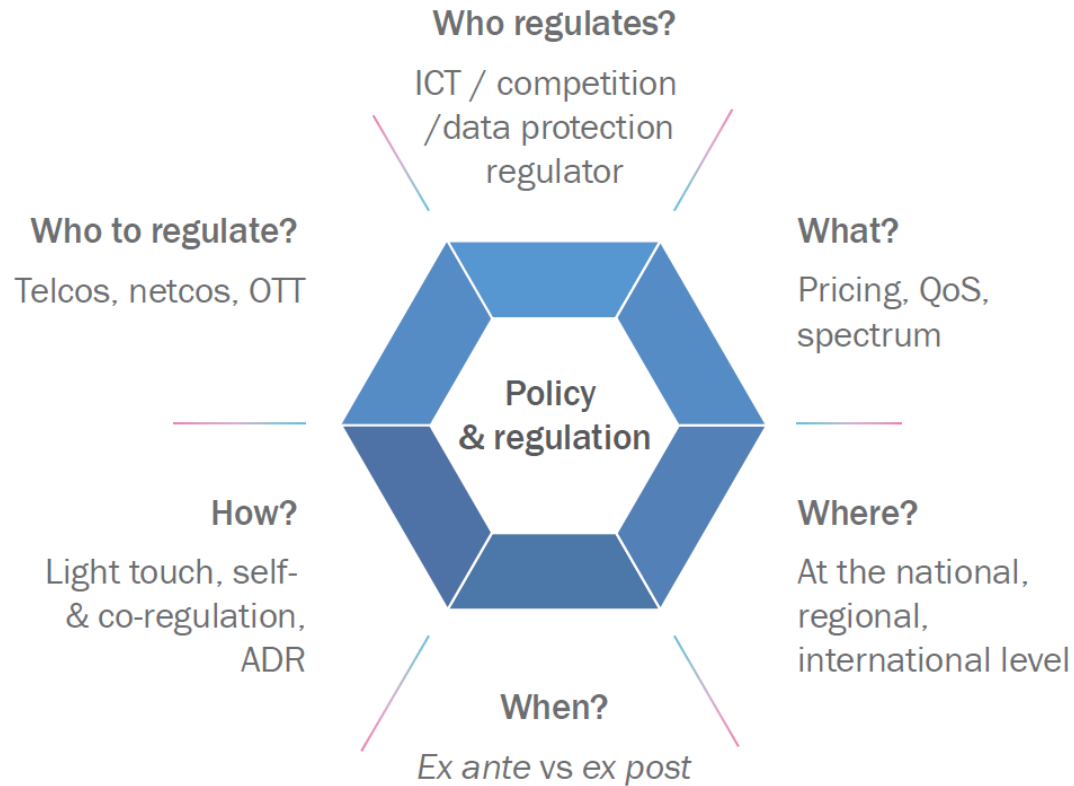 Who regulates?
ICT / competition
/data protection
regulator
Who to regulate?
Telcos, netcos, OTT
What?
Pricing, QoS,
spectrum
Policy
& regulation
How?
Light touch, self-
& co-regulation,
ADR
Where?
At the national,
regional,
international level
When?
Ex ante vs ex post